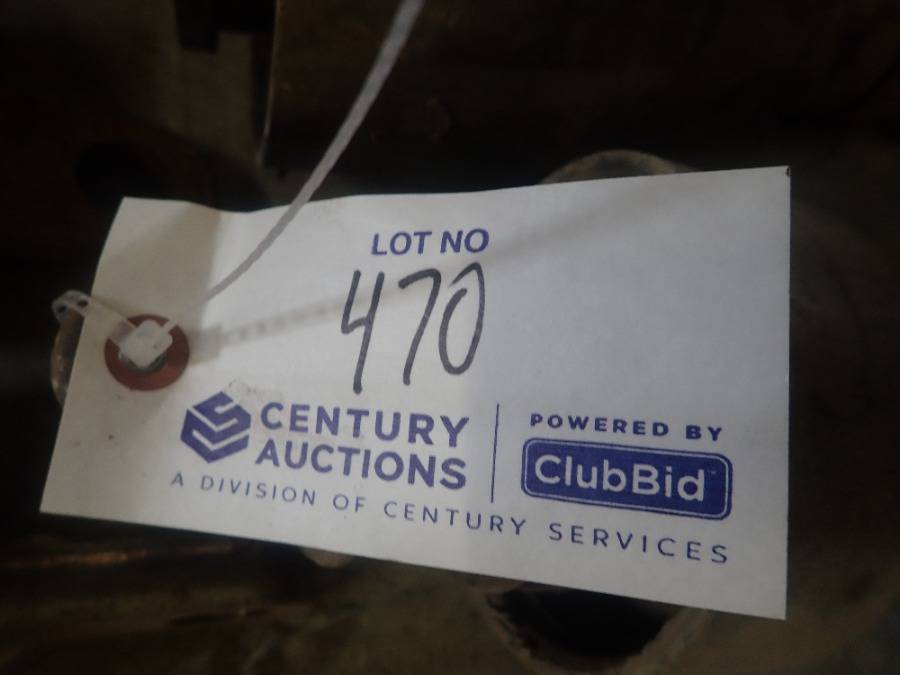 LOT NO
470
CENTURY
AUCTIONS
A DIVISION OF CENTURY SERVICES
POWERED BY
ClubBid